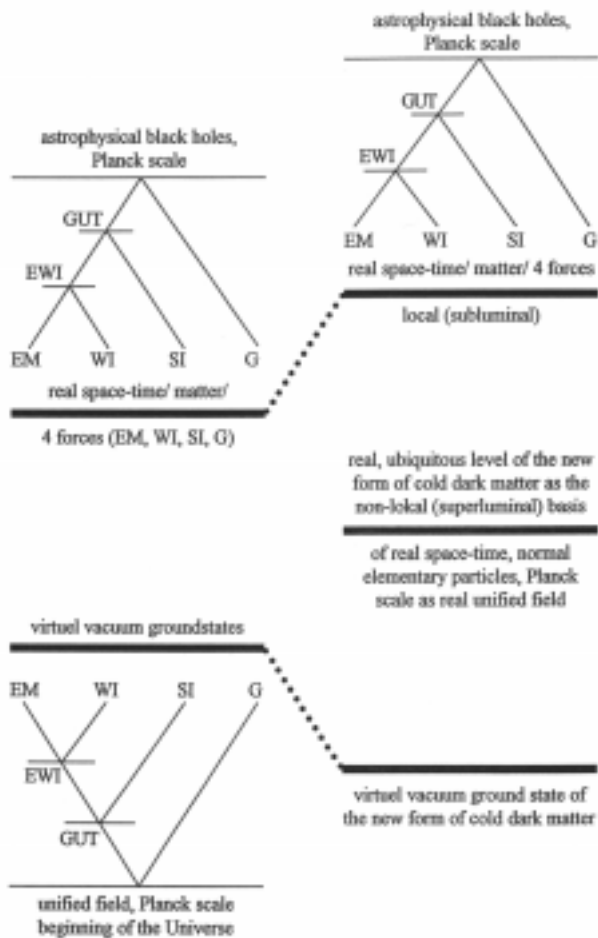 astrophysical black holes,
Planck scale
GUT
EWI
EM WI SI G
real space-time/ matter/
4 forces (EM, WI, SI, G)
virtuel vacuum groundstates
EM WI SI G
EWI
GUT
unified field, Planck scale
beginning of the Universe
astrophysical black holes,
Planck scale
GUT
EWI
EM WI SI G
real space-time/ matter/ 4 forces
local (subluminal)
real, ubiquitous level of the new
form of cold dark matter as the
non-lokal (superluminal) basis
of real space-time, normal
elementary particles, Planck
scale as real unified field
virtuel vacuum ground state of
the new form of cold dark matter